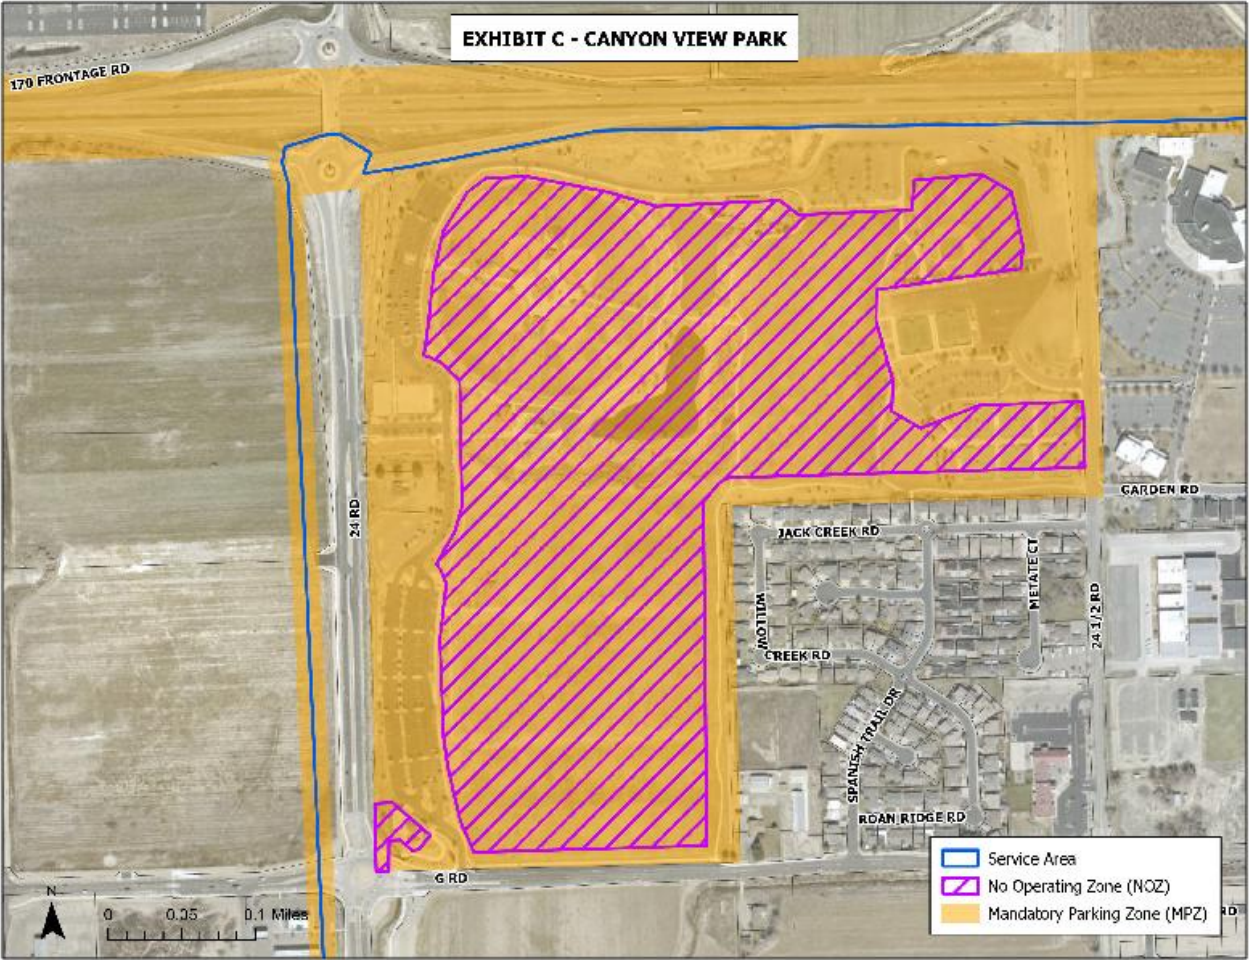 EXHIBIT C - CANYON VIEW PARK
170 FRONTAGE RD
24 RD
GARDEN RD
JACK CREEK RD
WILLOW
CREEK RD
METATE CT
24 1/2 RD
SPANISH TRAIL DR
ROAN RIDGE RD
G RD
RD
N
0 0.05 0.1 Miles
Service Area
No Operating Zone (NOZ)
Mandatory Parking Zone (MPZ)